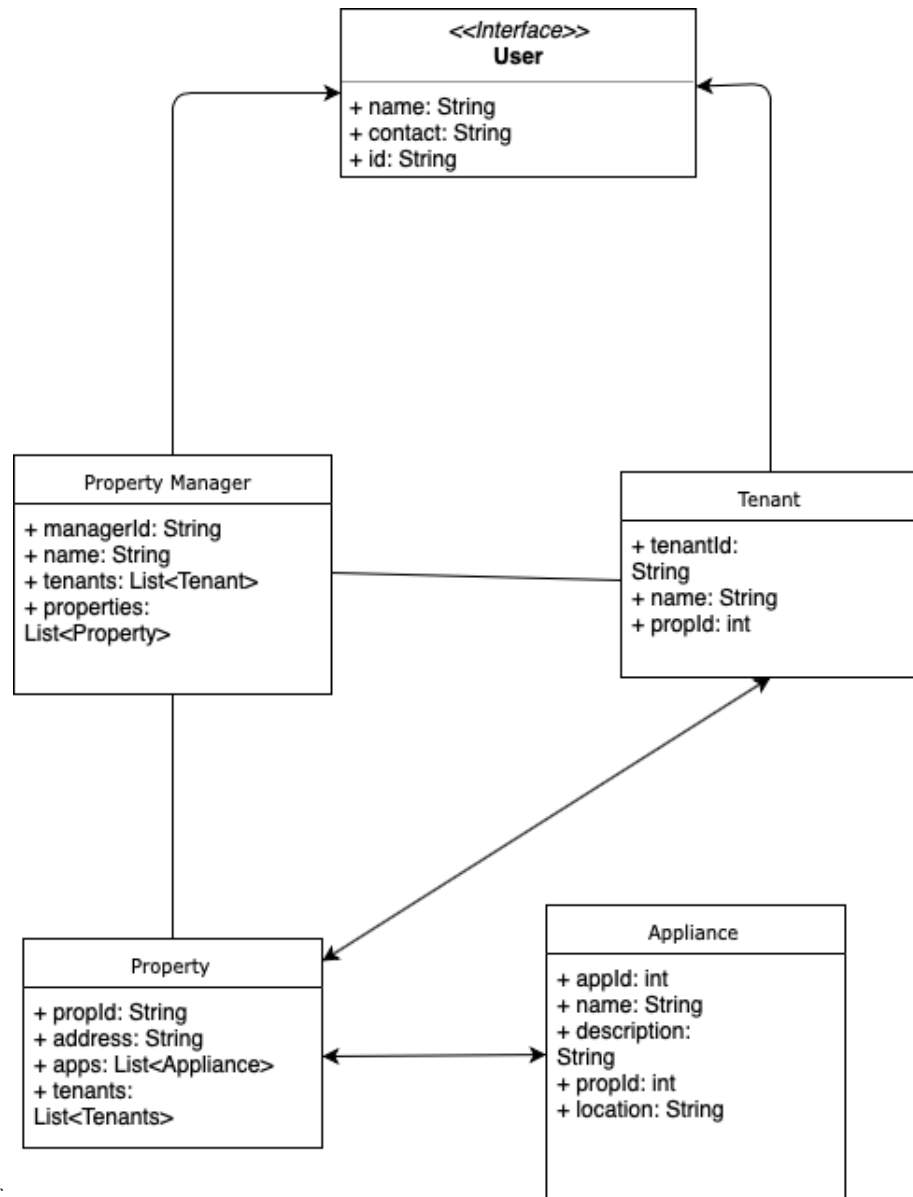 <<Interface>>
User
+ name: String
+ contact: String
+ id: String
Property Manager
+ managerId: String
+ name: String
+ tenants: List<Tenant>
+ properties:
List<Property>
Tenant
+ tenantId:
String
+ name: String
+ propId: int
Property
+ propId: String
+ address: String
+ apps: List<Appliance>
+ tenants:
List<Tenants>
Appliance
+ appId: int
+ name: String
+ description:
String
+ propId: int
+ location: String